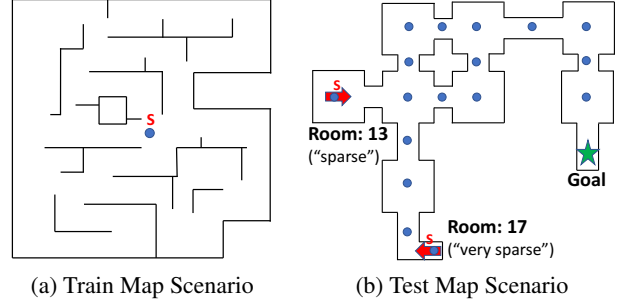 S
S
Room: 13
("sparse")
Goal
Room: 17
S
("very sparse")
(a) Train Map Scenario
(b) Test Map Scenario